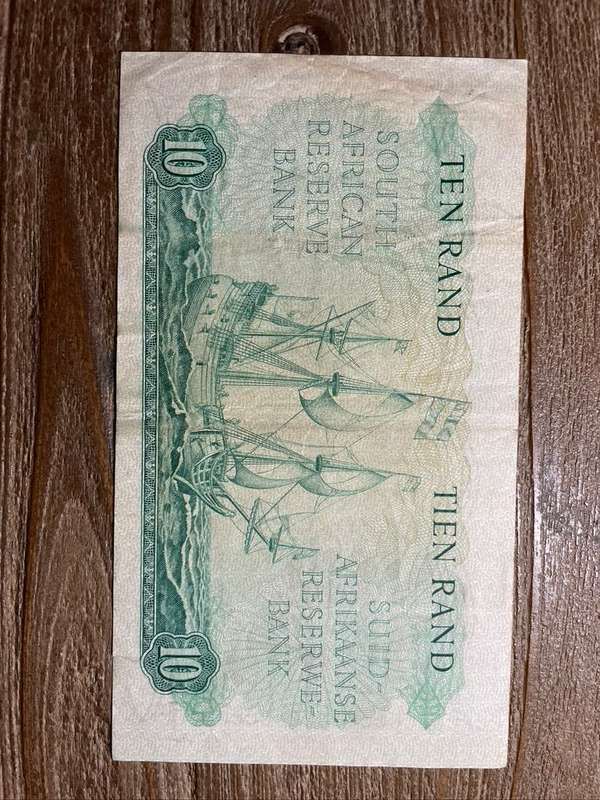 TEN RAND
TIEN RAND
SOUTH
AFRICAN
RESERVE
BANK
SUID-
AFRIKAANSE
RESERWE-
BANK
10
10